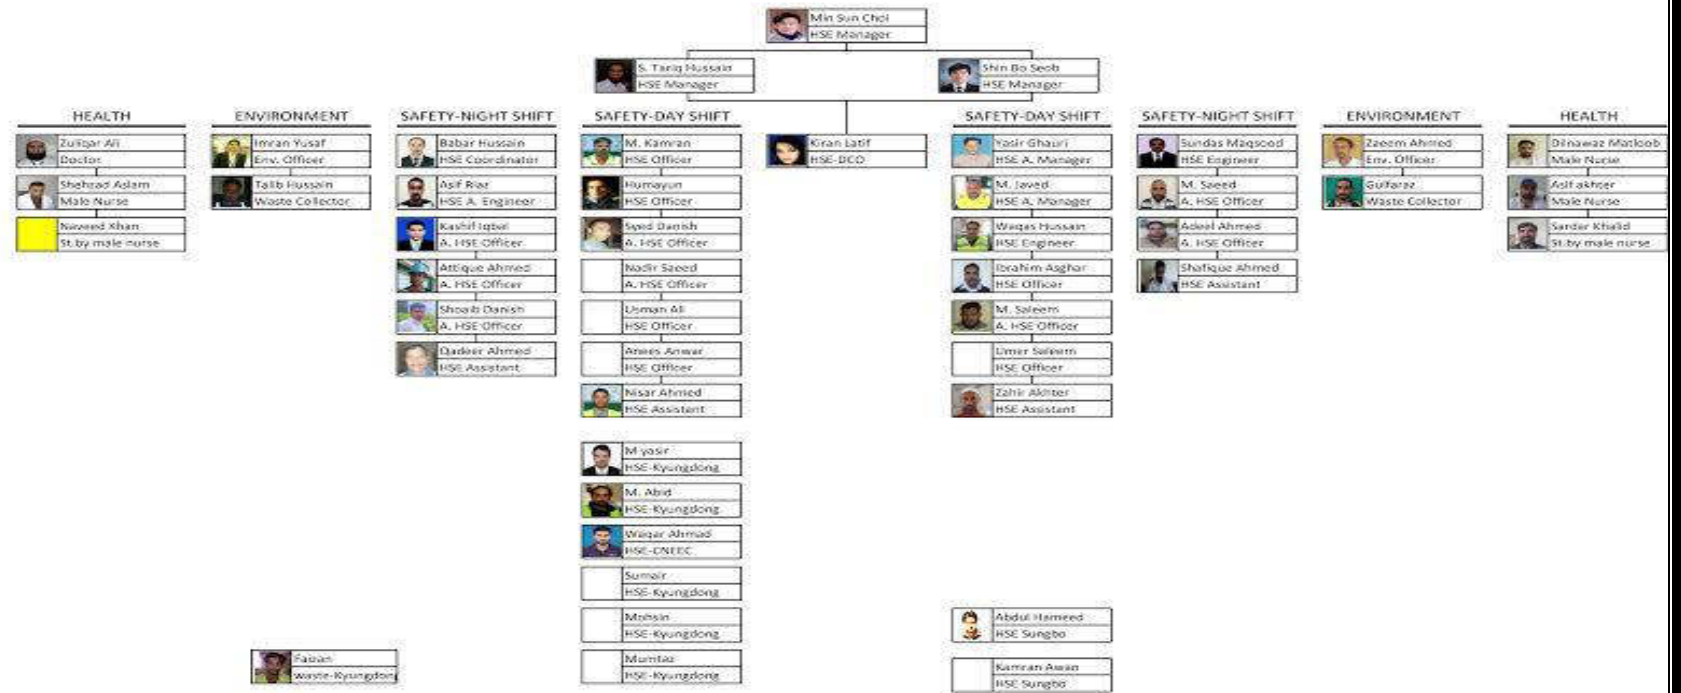 Min Sun Choi
HSE Manager
S. Tariq Hussain
HSE Manager
Shin Bo Seob
HSE Manager
HEALTH
Zuliqar Ali
Doctor
Shehzad Aslam
Male Nurse
Naveed Khan
St.by male nurse
ENVIRONMENT
Imran Yusaf
Env. Officer
Talib Hussain
Waste Collector
SAFETY-NIGHT SHIFT
Babar Hussain
HSE Coordinator
Asif Riaz
HSE A. Engineer
Kashif Iqbal
A. HSE Officer
Attique Ahmed
A. HSE Officer
Shoaib Danish
A. HSE Officer
Qadeer Ahmed
HSE Assistant
SAFETY-DAY SHIFT
M. Kamran
HSE Officer
Humayun
HSE Officer
Syed Danish
A. HSE Officer
Nadir Saeed
A. HSE Officer
Usman Ali
HSE Officer
Anees Anwar
HSE Officer
Nisar Ahmed
HSE Assistant
M yasir
HSE-Kyungdong
M. Abid
HSE-Kyungdong
Waqar Ahmad
HSE-CNEEC
Sumair
HSE-Kyungdong
Mohsin
HSE-Kyungdong
Mumtaz
HSE-Kyungdong
Kiran Latif
HSE-DCO
SAFETY-DAY SHIFT
Yasir Ghauri
HSE A. Manager
M. Javed
HSE A. Manager
Waqas Hussain
HSE Engineer
Ibrahim Asghar
HSE Officer
M. Saleem
A. HSE Officer
Umer Saleem
HSE Officer
Zahir Akhter
HSE Assistant
Abdul Hameed
HSE Sungbo
Kamran Awan
HSE Sungbo
SAFETY-NIGHT SHIFT
Sundas Maqsood
HSE Engineer
M. Saeed
A. HSE Officer
Adeel Ahmed
A. HSE Officer
Shafique Ahmed
HSE Assistant
ENVIRONMENT
Zaeem Ahmed
Env. Officer
Gulfaraz
Waste Collector
HEALTH
Dilnawaz Matloob
Male Nurse
Asif akhter
Male Nurse
Sardar Khalid
St.by male nurse
Faizan
waste-Kyungdong